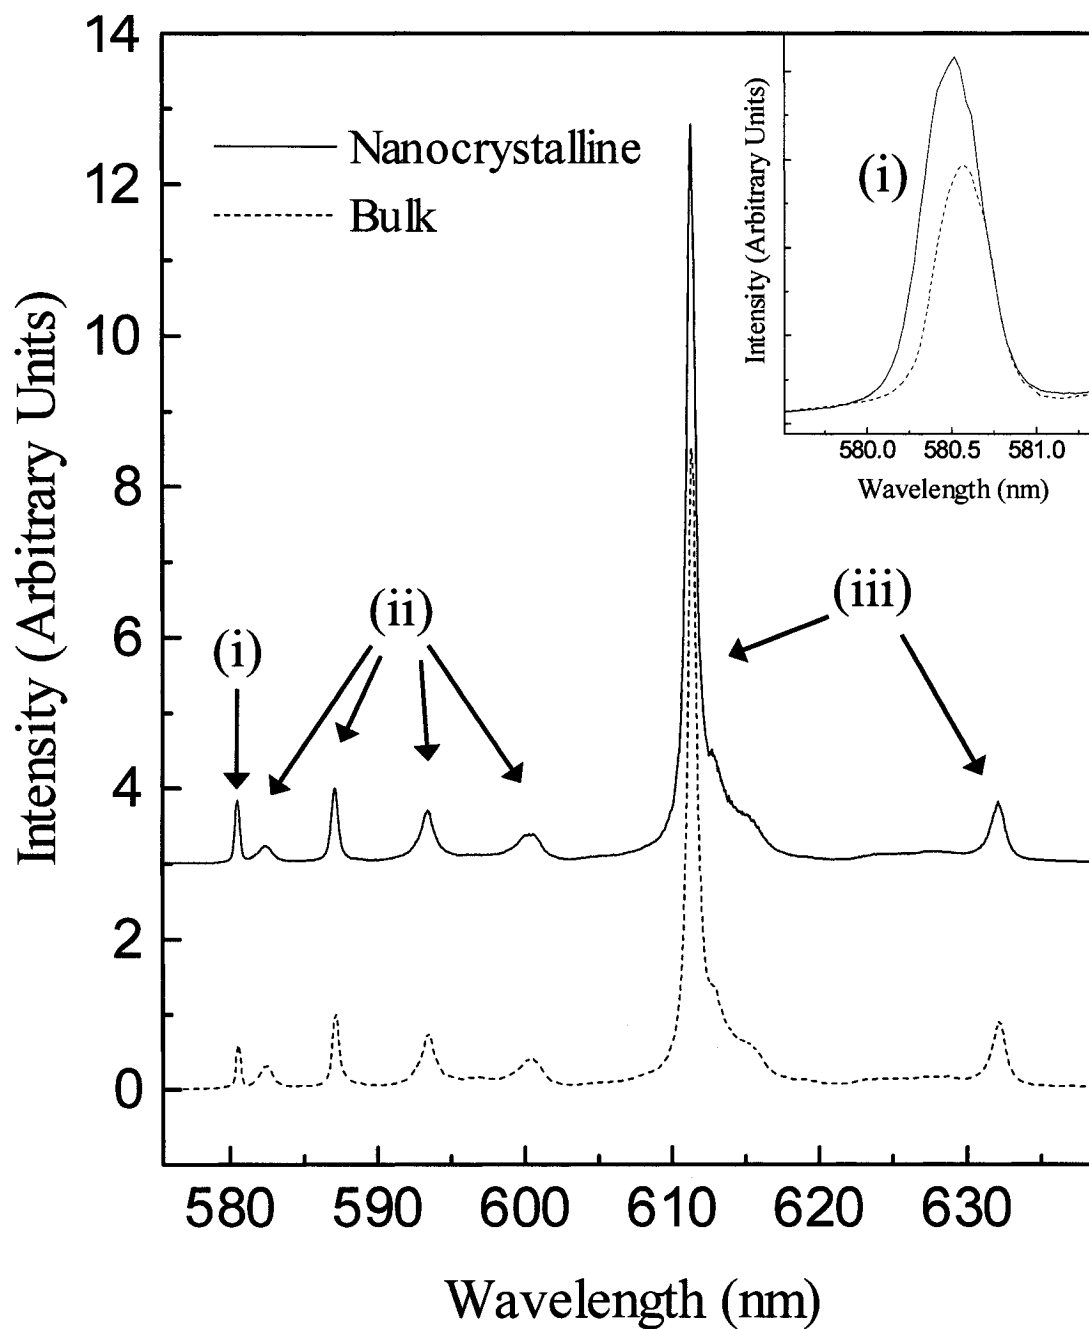 14
12
10
8
6
4
2
0
Intensity (Arbitrary Units)
Nanocrystalline
Bulk
(i)
(ii)
(iii)
580
590
600
610
620
630
Wavelength (nm)
Intensity (Arbitrary Units)
(i)
580.0
580.5
581.0
Wavelength (nm)